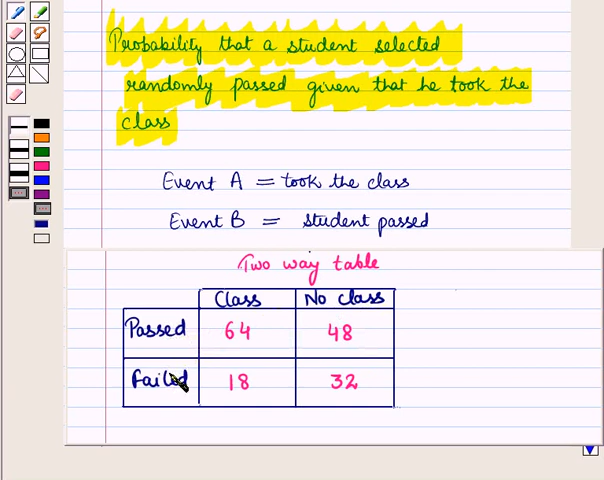 Probability that a student selected
randomly passed given that he took the
class
Event A = took the class
Event B = student passed
Two way table
Class No class
Passed 64 48
Failed 18 32